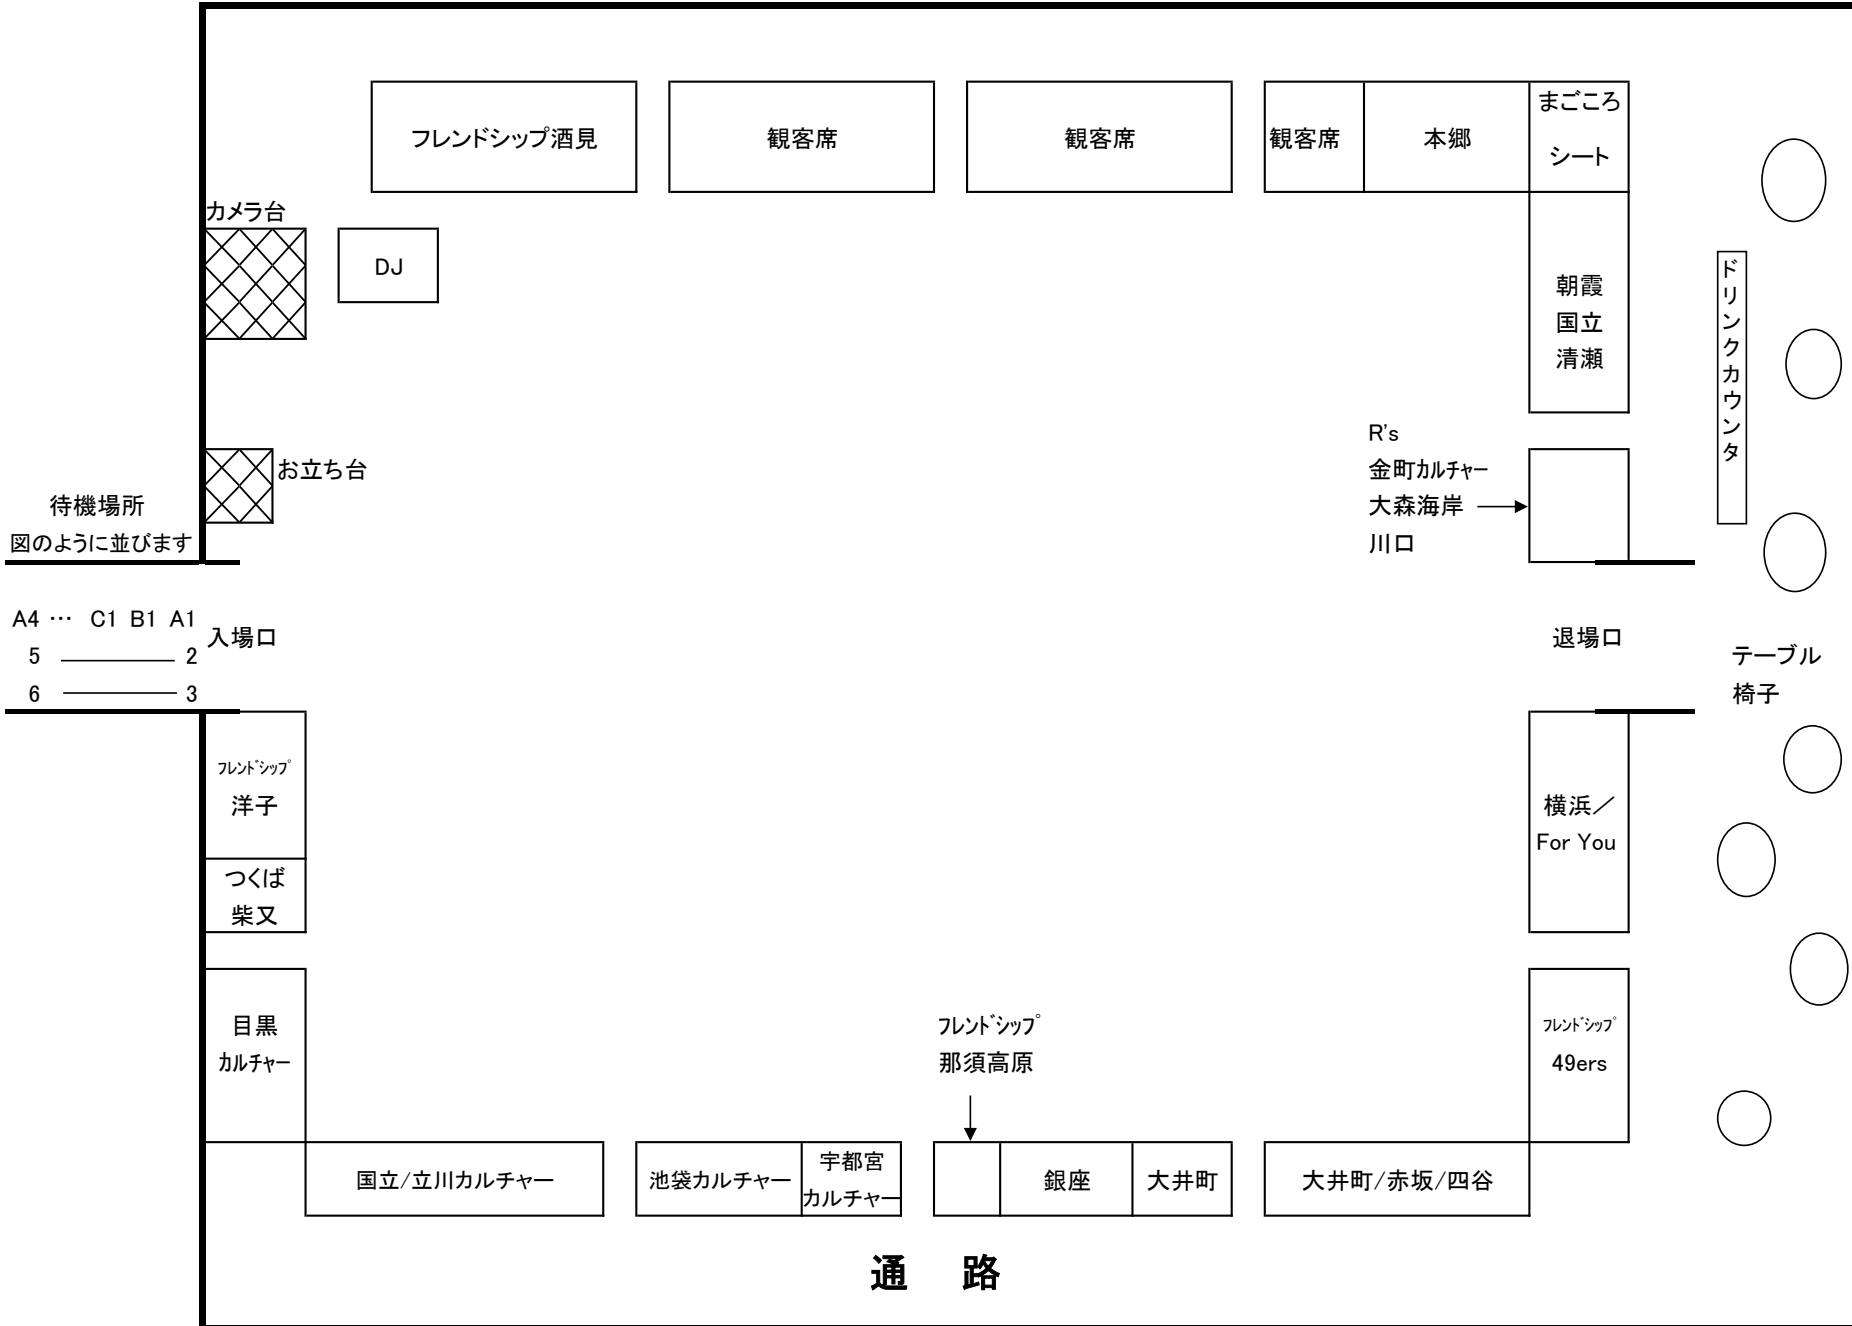 フレンドシップ酒見
観客席
観客席
観客席
本郷
まごころ
シート
カメラ台
DJ
朝霞
国立
清瀬
ドリンクカウンタ
お立ち台
R's
金町カルチャー
大森海岸
川口
待機場所
図のように並びます
A4 … C1 B1 A1
5 2
6 3
入場口
退場口
テーブル
椅子
フレンドシップ
洋子
つくば
柴又
横浜／
For You
目黒
カルチャー
フレンドシップ
那須高原
フレンドシップ
49ers
国立/立川カルチャー
池袋カルチャー
宇都宮
カルチャー
銀座
大井町
大井町/赤坂/四谷
通 路